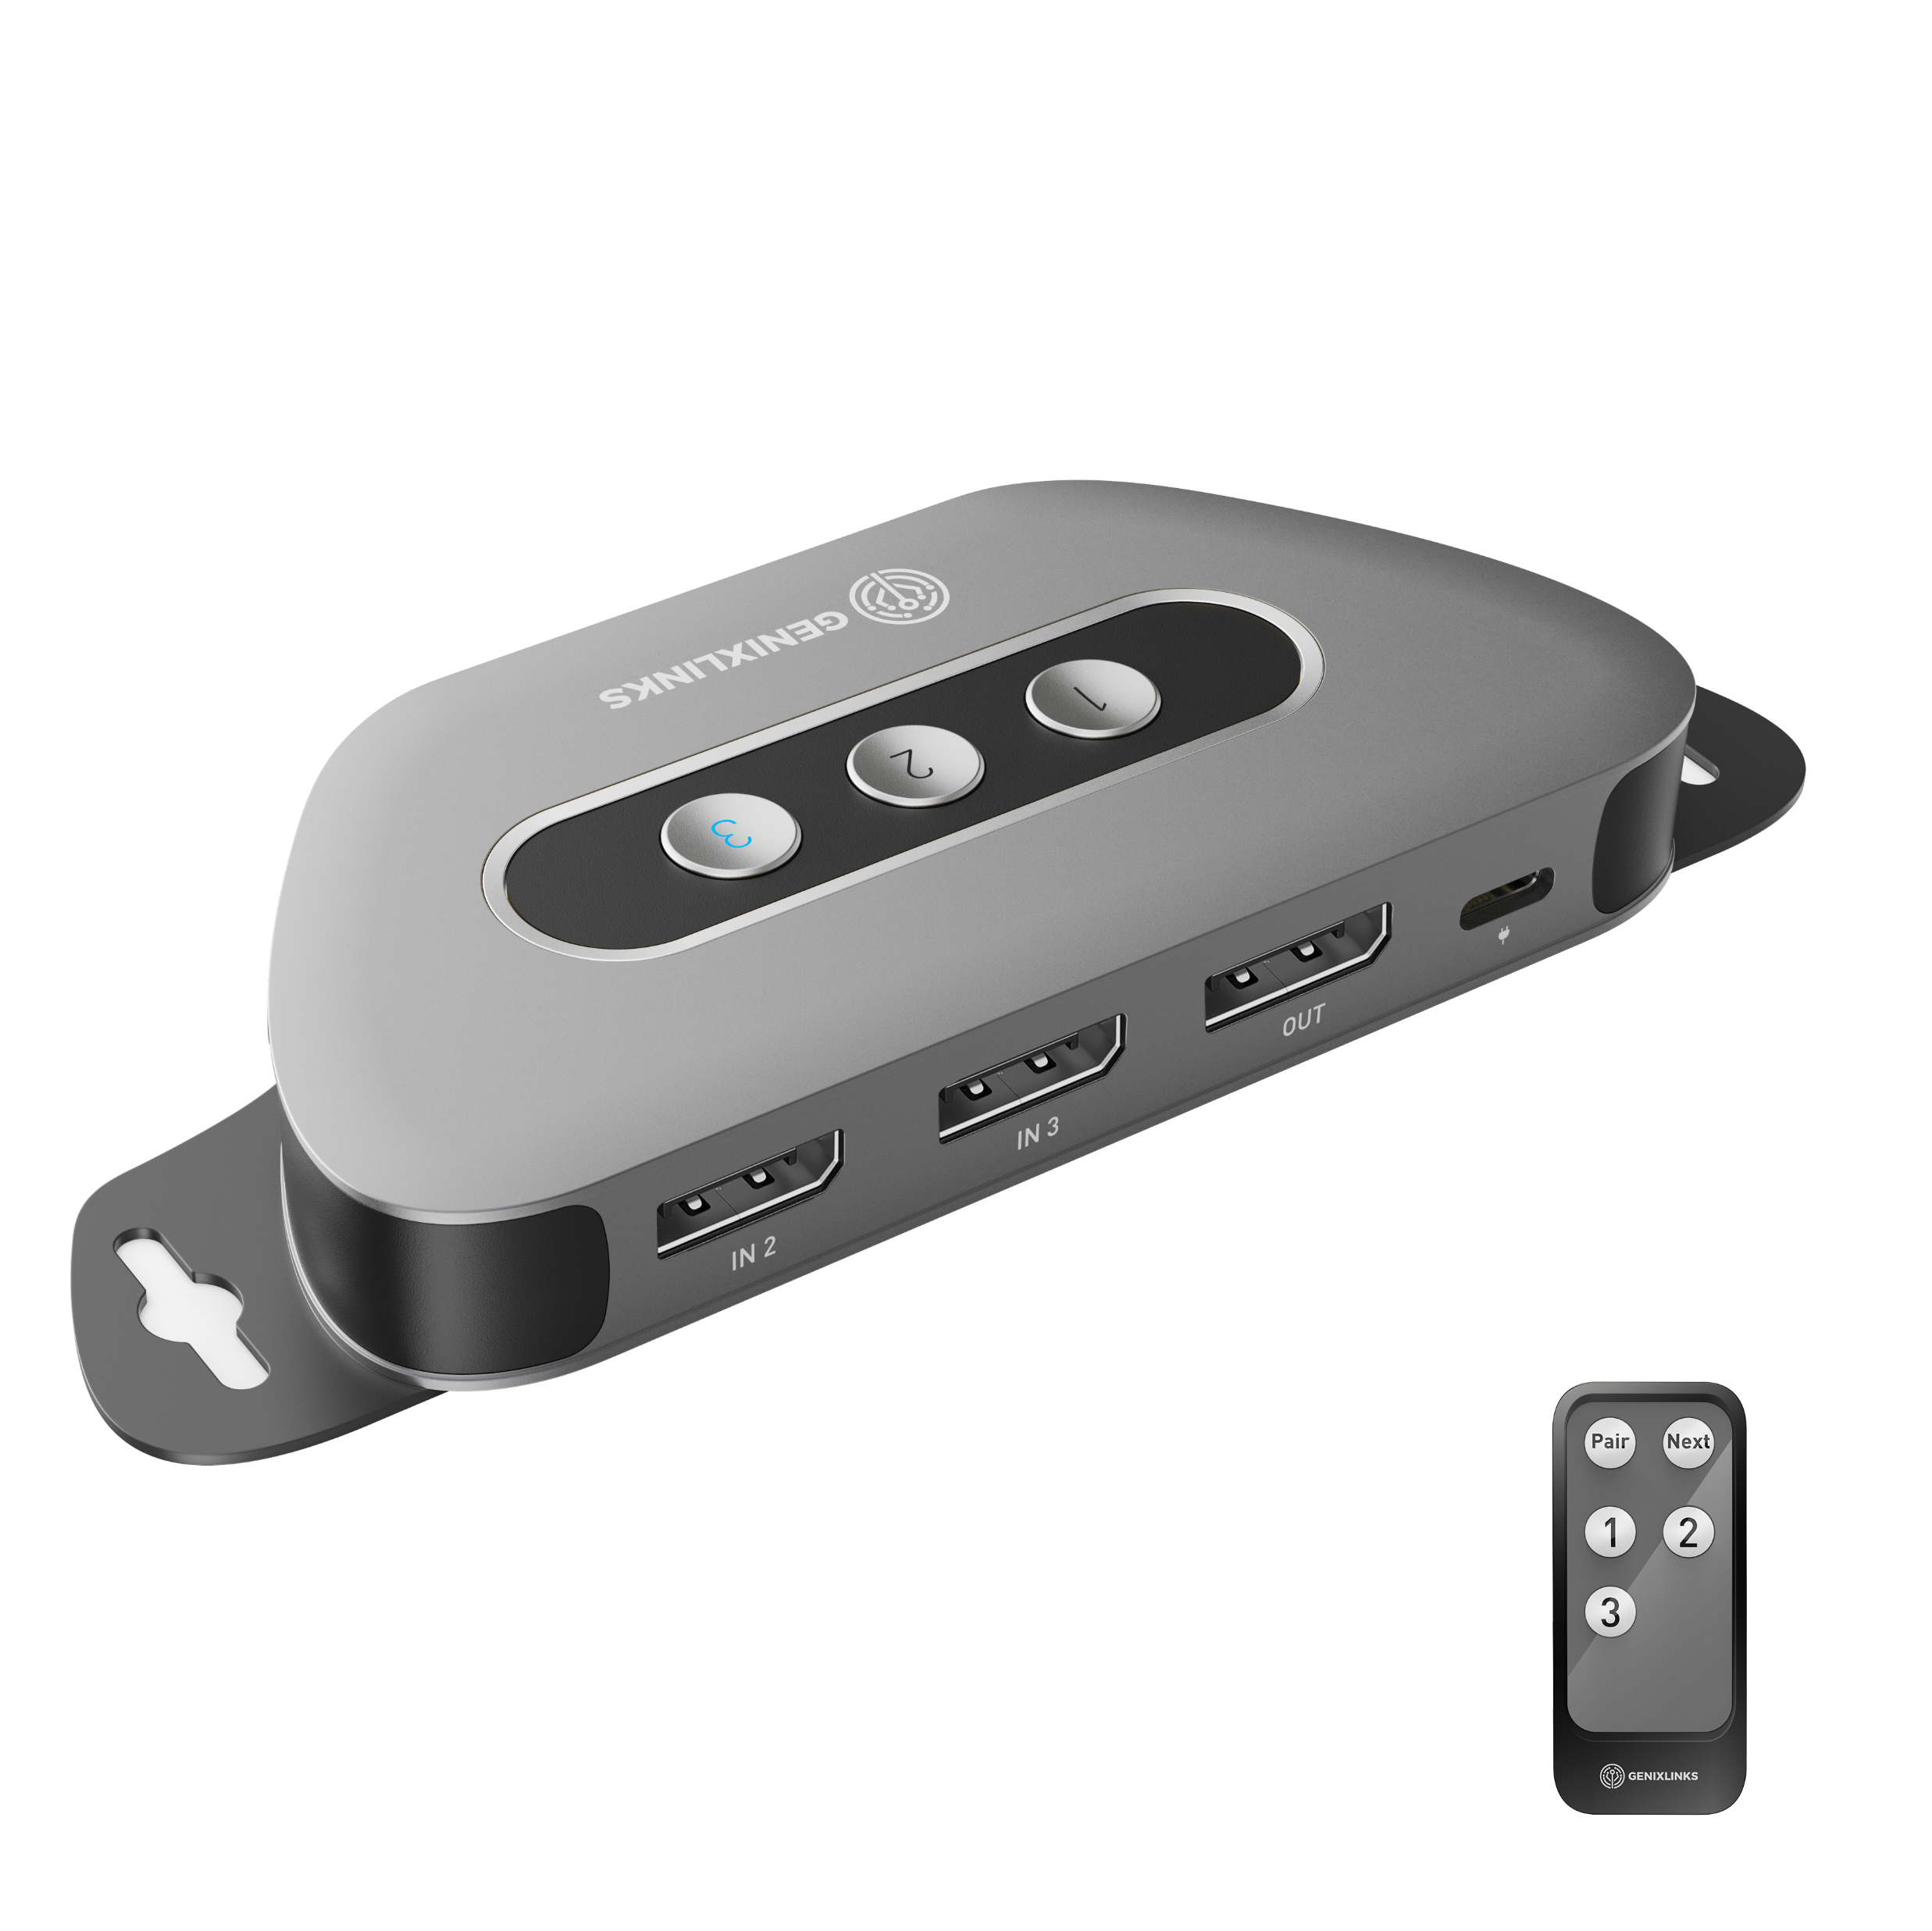 GENIXLINKS
1
2
3
OUT
IN 3
IN 2
Pair Next
1 2
3
GENIXLINKS